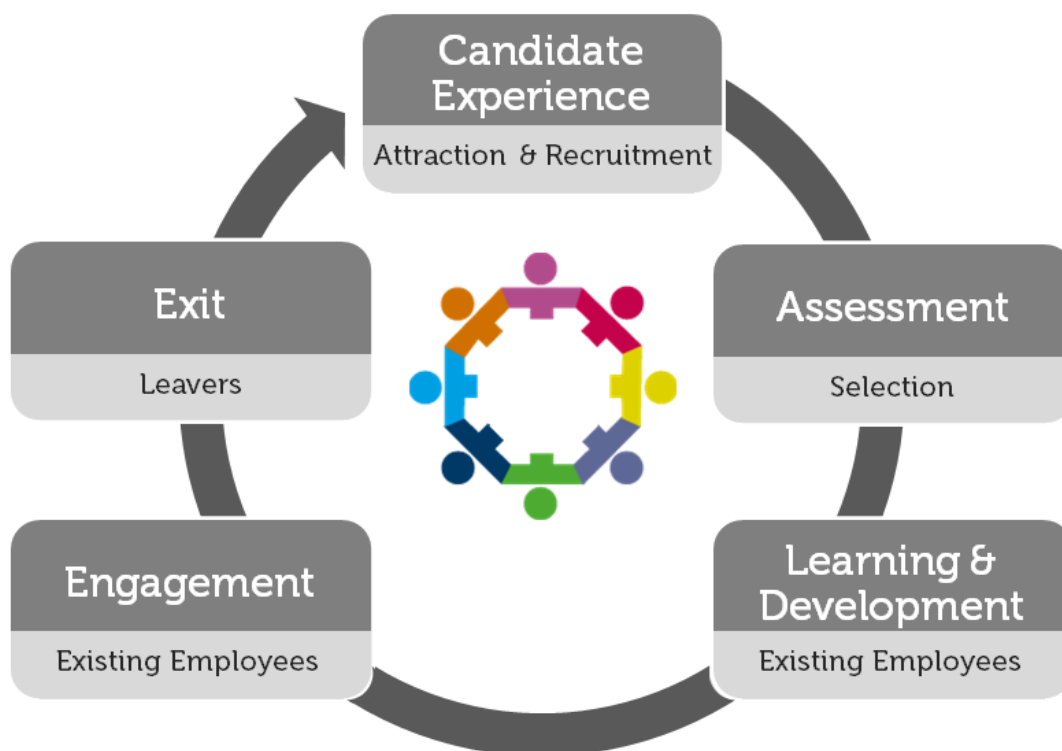 Candidate
Experience
Attraction & Recruitment
Assessment
Selection
Learning &
Development
Existing Employees
Engagement
Existing Employees
Exit
Leavers